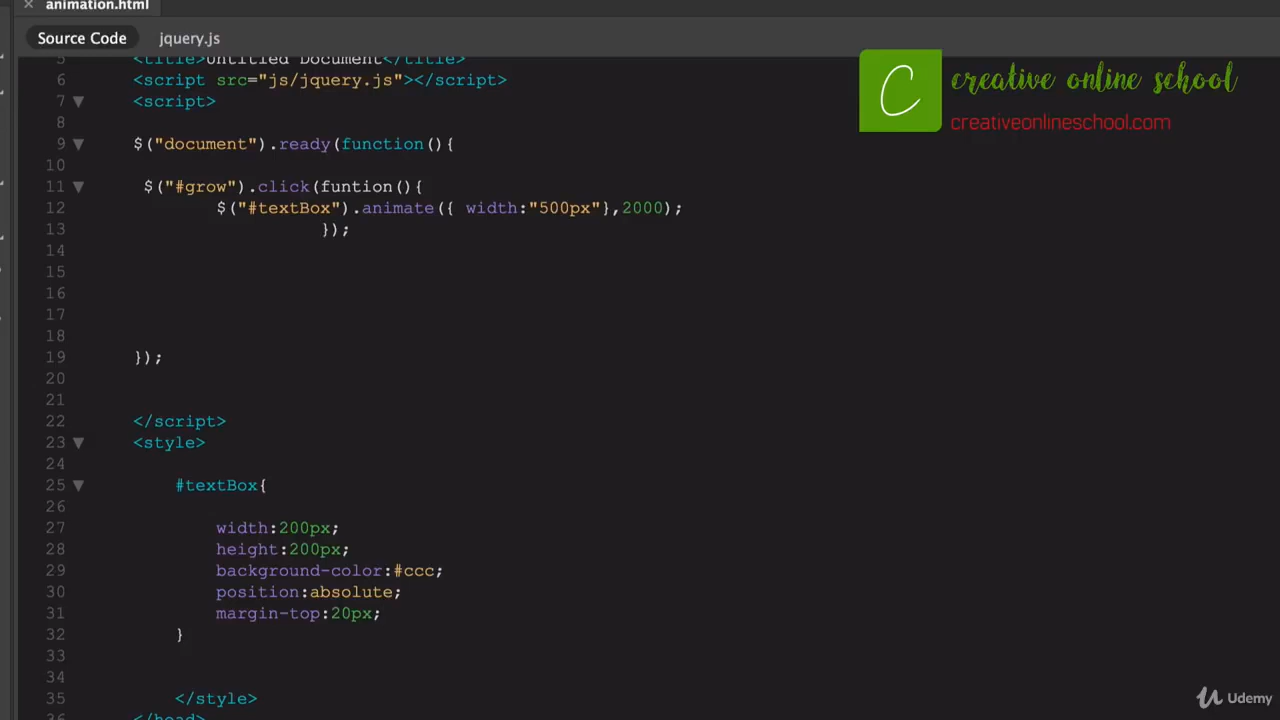 animation.html
Source Code jquery.js
creative online school
creativeonlineschool.com
5 <title>Untitled Document</title>
6 <script src="js/jquery.js"></script>
7 <script>
8
9 $("document").ready(function(){
10
11 $("#grow").click(funtion(){
12 $("#textBox").animate({ width:"500px"},2000);
13 });
14
15
16
17
18
19 });
20
21
22 </script>
23 <style>
24
25 #textBox{
26
27 width:200px;
28 height:200px;
29 background-color:#ccc;
30 position:absolute;
31 margin-top:20px;
32 }
33
34
35 </style>
36 </head>
Udemy